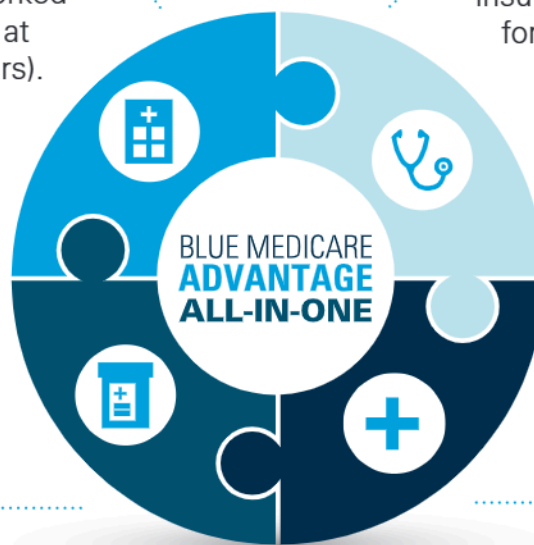 at
rs).
for
BLUE MEDICARE
ADVANTAGE
ALL-IN-ONE